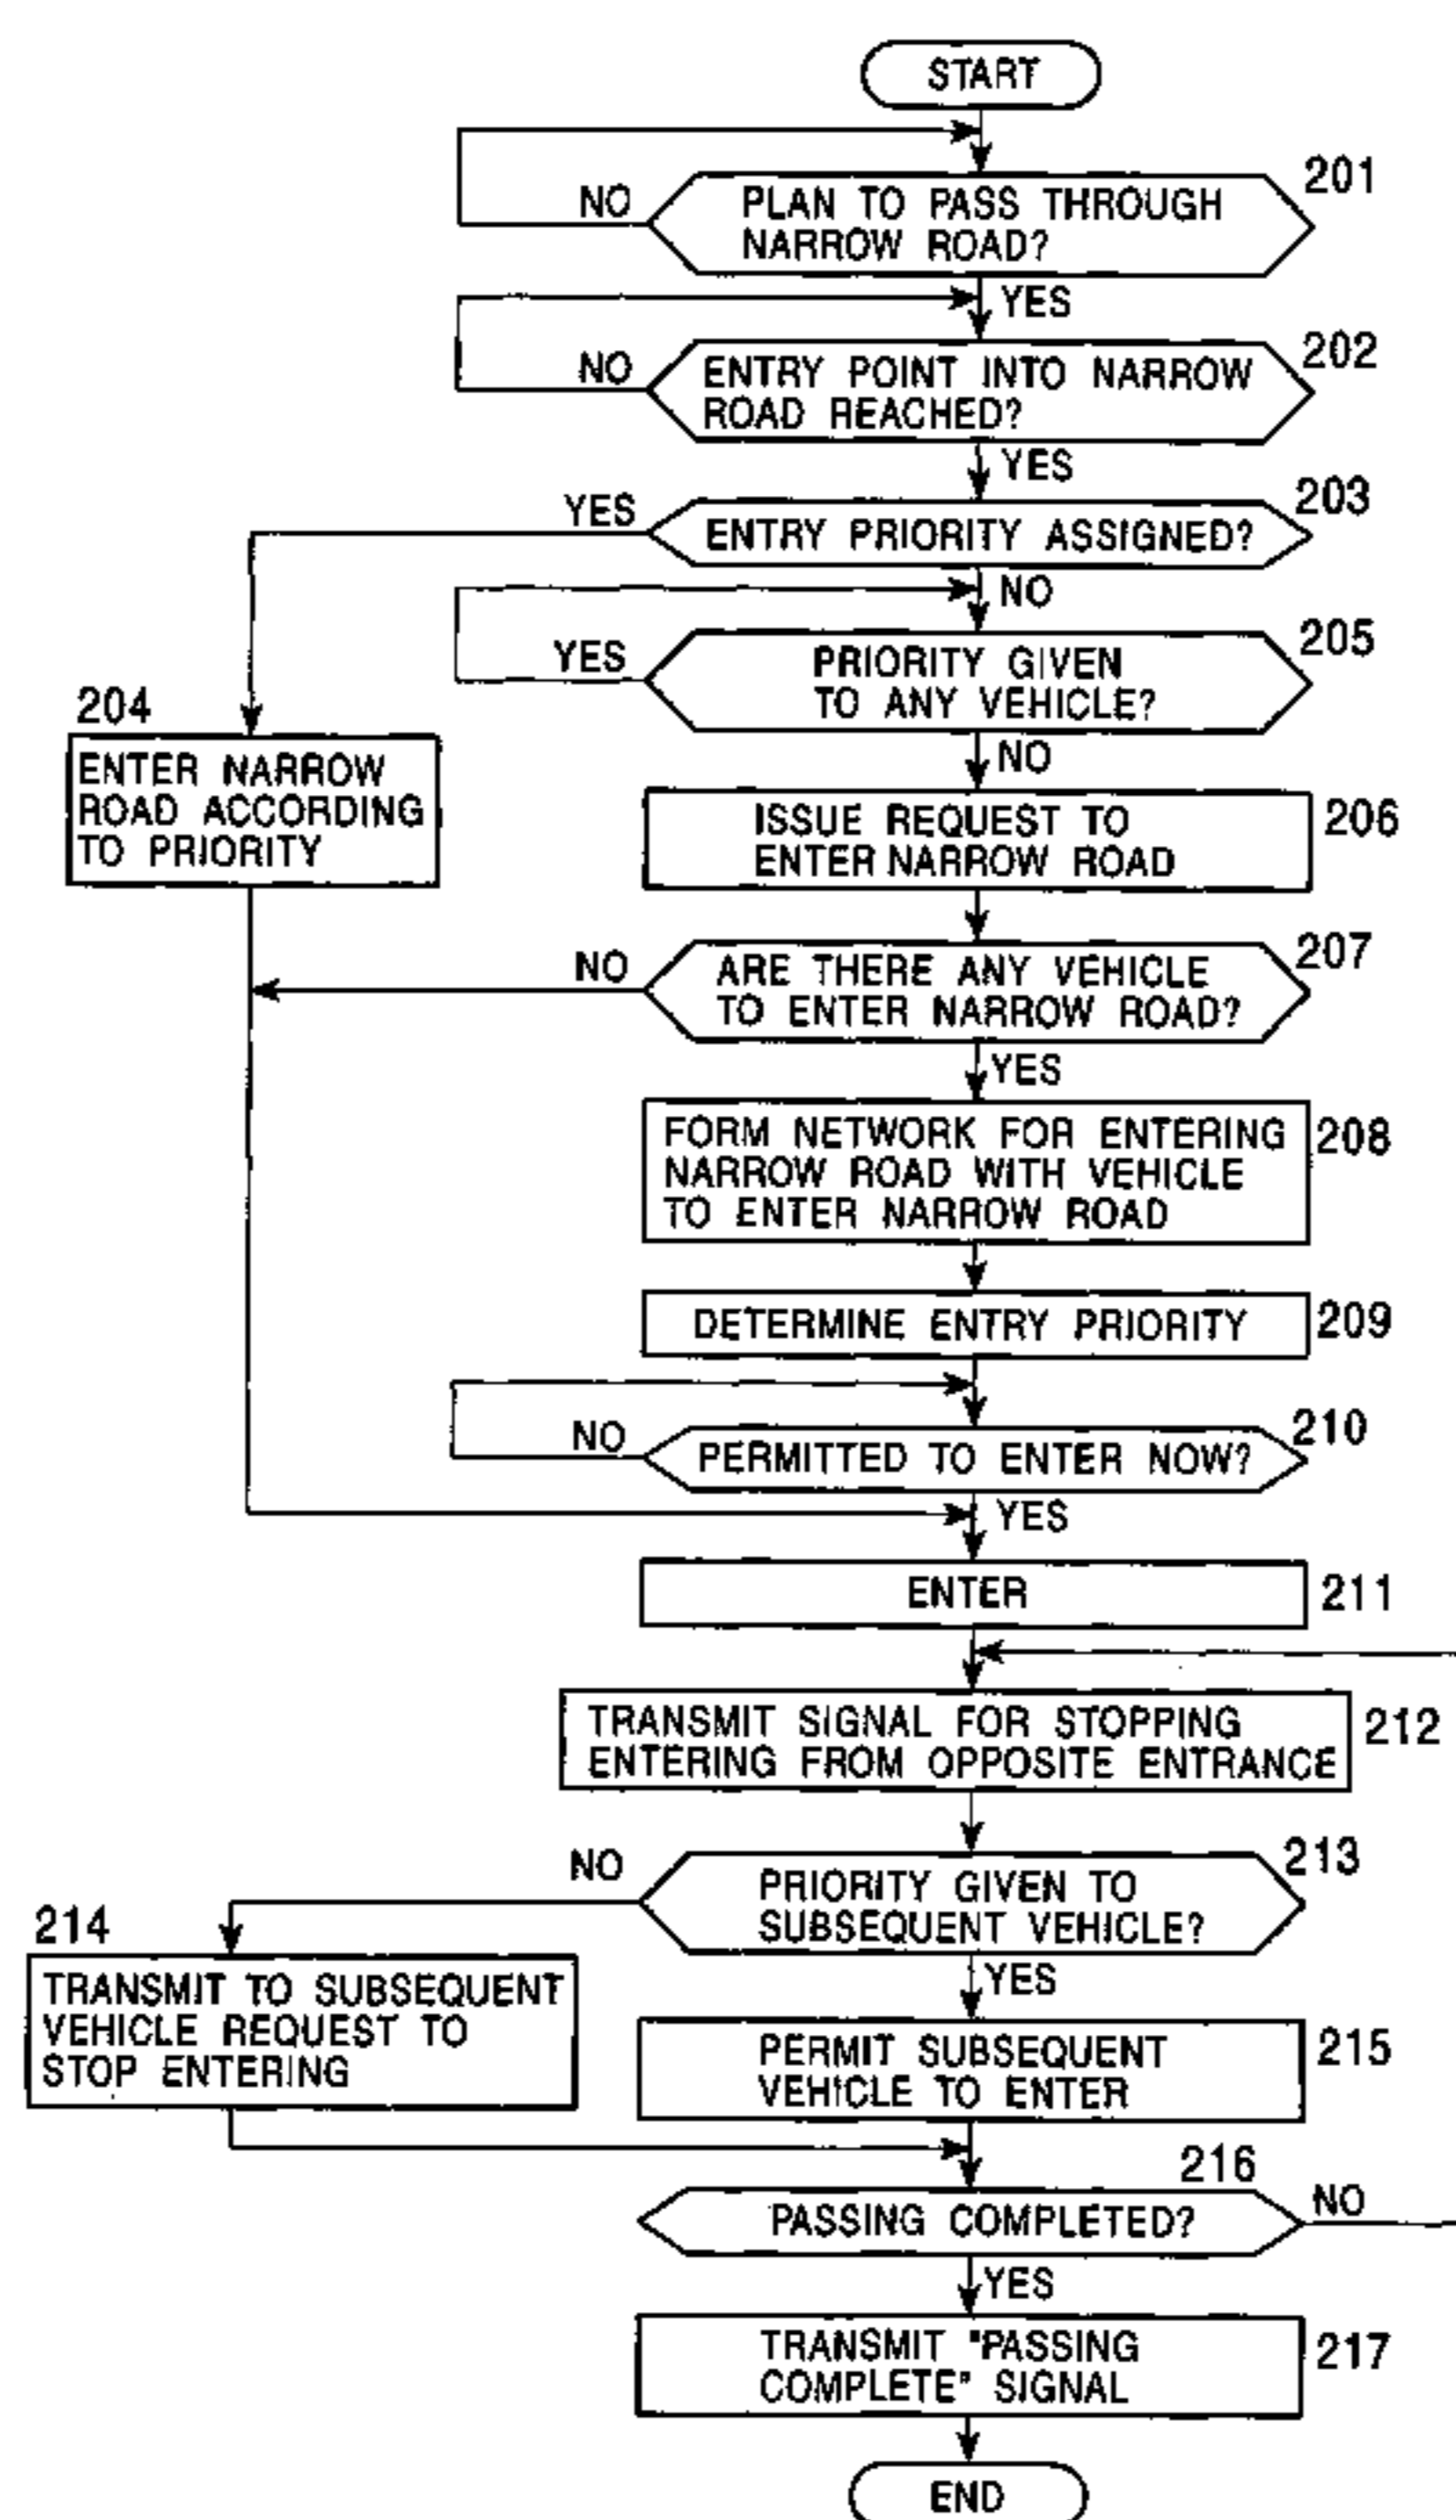 START
201
NO
PLAN TO PASS THROUGH
NARROW ROAD?
YES
202
NO
ENTRY POINT INTO NARROW
ROAD REACHED?
YES
203
YES
ENTRY PRIORITY ASSIGNED?
NO
205
YES
PRIORITY GIVEN
TO ANY VEHICLE?
204
NO
ENTER NARROW
ROAD ACCORDING
TO PRIORITY
ISSUE REQUEST TO
ENTER NARROW ROAD
206
207
NO
ARE THERE ANY VEHICLE
TO ENTER NARROW ROAD?
YES
FORM NETWORK FOR ENTERING
NARROW ROAD WITH VEHICLE
TO ENTER NARROW ROAD
208
DETERMINE ENTRY PRIORITY
209
210
NO
PERMITTED TO ENTER NOW?
YES
ENTER
211
TRANSMIT SIGNAL FOR STOPPING
ENTERING FROM OPPOSITE ENTRANCE
212
213
NO
PRIORITY GIVEN TO
SUBSEQUENT VEHICLE?
214
YES
TRANSMIT TO SUBSEQUENT
VEHICLE REQUEST TO
STOP ENTERING
PERMIT SUBSEQUENT
VEHICLE TO ENTER
215
216
NO
PASSING COMPLETED?
YES
TRANSMIT "PASSING
COMPLETE" SIGNAL
217
END